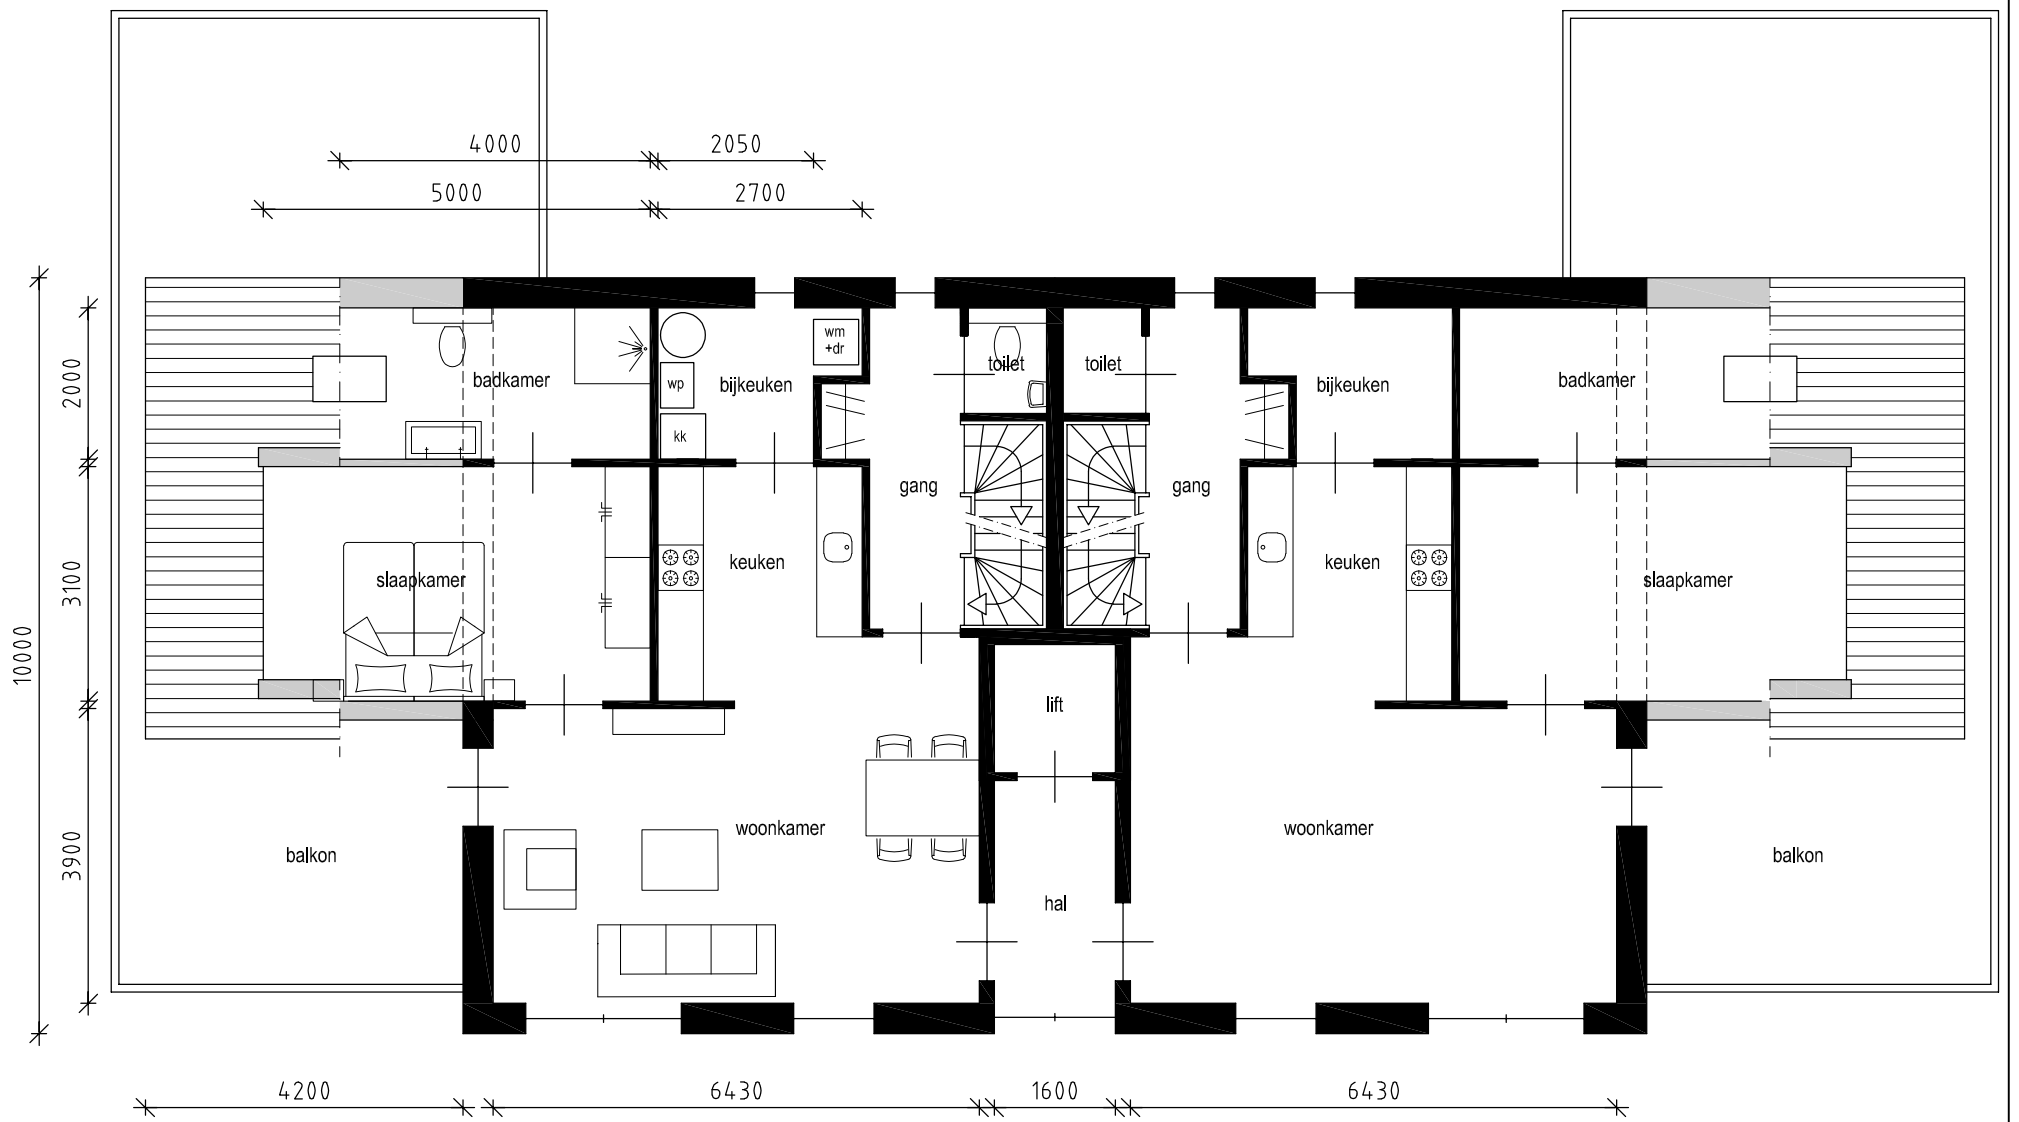 4000
2050
5000
2700
wm
+dr
toilet
toilet
badkamer
wp
bijkeuken
bijkeuken
badkamer
2000
kk
gang
gang
keuken
keuken
slaapkamer
slaapkamer
3100
10000
lift
woonkamer
woonkamer
balkon
balkon
3900
hal
4200
6430
1600
6430